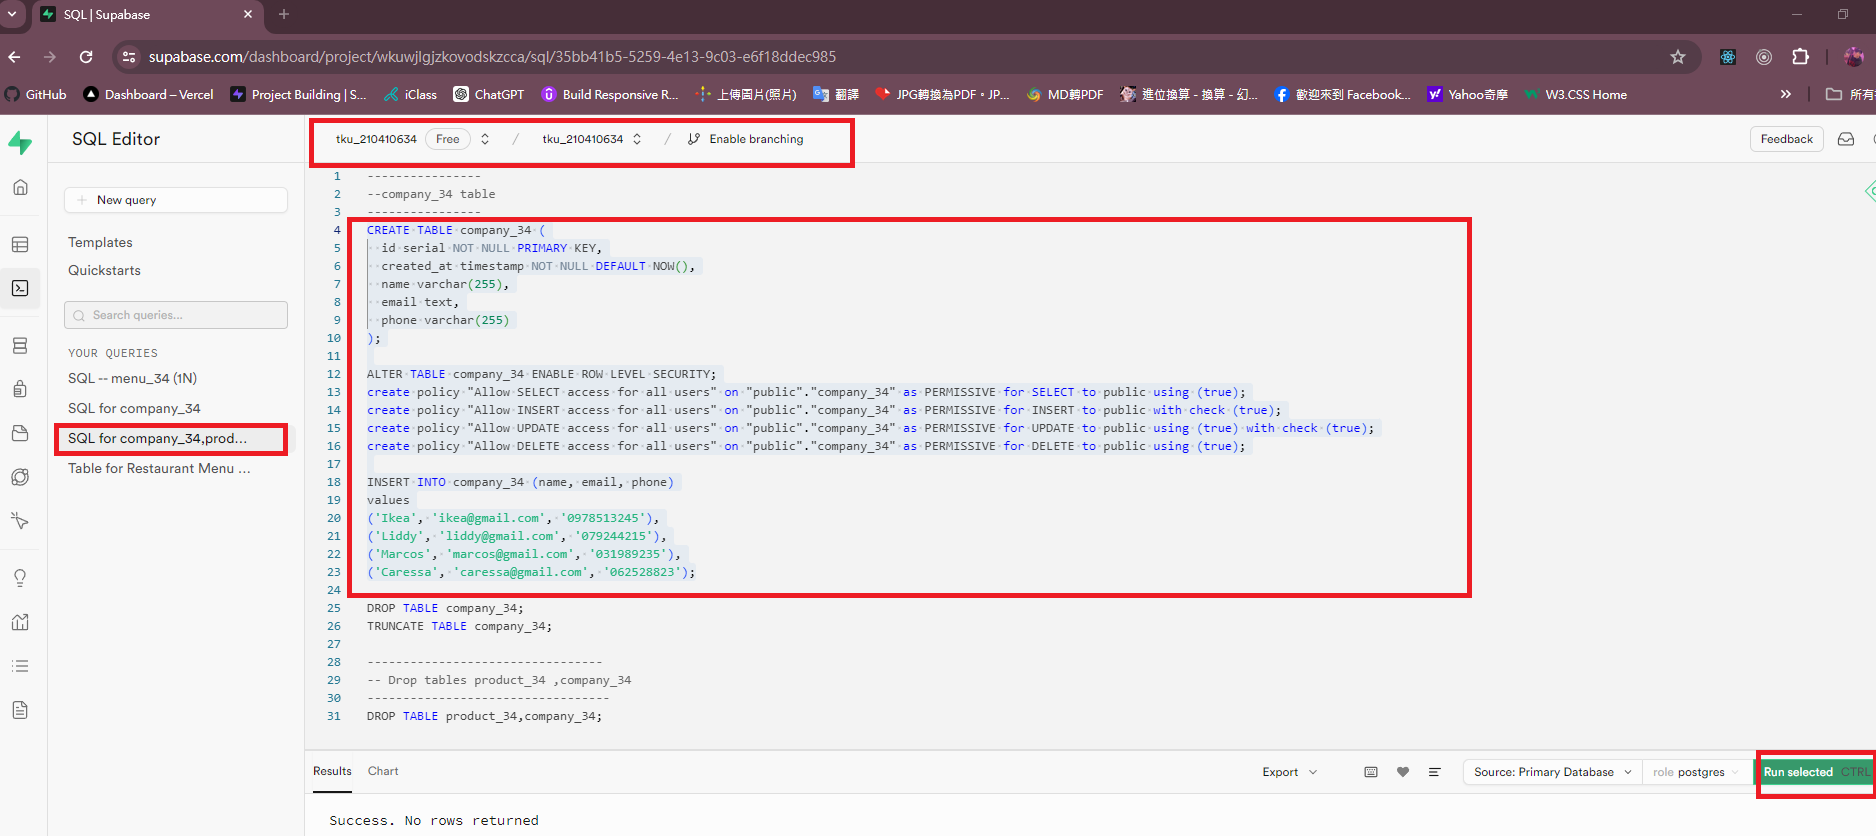 SQL | Supabase
supabase.com/dashboard/project/wkuwjlgjzkovodskzcca/sql/35bb41b5-5259-4e13-9c03-e6f18ddec985
GitHub Dashboard – Vercel Project Building | S... iClass ChatGPT Build Responsive R... 上傳圖片(照片) 翻譯 JPG轉換為PDF。JP... MD轉PDF 進位換算 - 換算 - 幻... 歡迎來到 Facebook... Yahoo奇摩 W3.CSS Home » 所有
SQL Editor
tku_210410634 Free / tku_210410634 / Enable branching
Feedback
New query
Templates
Quickstarts
Search queries...
YOUR QUERIES
SQL -- menu_34 (1N)
SQL for company_34
SQL for company_34,prod...
Table for Restaurant Menu ...
1 ----------------
2 --company_34 table
3 ----------------
4 CREATE TABLE company_34 (
5 id serial NOT NULL PRIMARY KEY,
6 created_at timestamp NOT NULL DEFAULT NOW(),
7 name varchar(255),
8 email text,
9 phone varchar(255)
10 );
11
12 ALTER TABLE company_34 ENABLE ROW LEVEL SECURITY;
13 create policy "Allow SELECT access for all users" on "public"."company_34" as PERMISSIVE for SELECT to public using (true);
14 create policy "Allow INSERT access for all users" on "public"."company_34" as PERMISSIVE for INSERT to public with check (true);
15 create policy "Allow UPDATE access for all users" on "public"."company_34" as PERMISSIVE for UPDATE to public using (true) with check (true);
16 create policy "Allow DELETE access for all users" on "public"."company_34" as PERMISSIVE for DELETE to public using (true);
17
18 INSERT INTO company_34 (name, email, phone)
19 values
20 ('Ikea', 'ikea@gmail.com', '0978513245'),
21 ('Liddy', 'liddy@gmail.com', '079244215'),
22 ('Marcos', 'marcos@gmail.com', '031989235'),
23 ('Caressa', 'caressa@gmail.com', '062528823');
24
25 DROP TABLE company_34;
26 TRUNCATE TABLE company_34;
27
28 ---------------------------------
29 -- Drop tables product_34 ,company_34
30 ----------------------------------
31 DROP TABLE product_34,company_34;
Results Chart
Export Source: Primary Database role postgres Run selected CTRL
Success. No rows returned